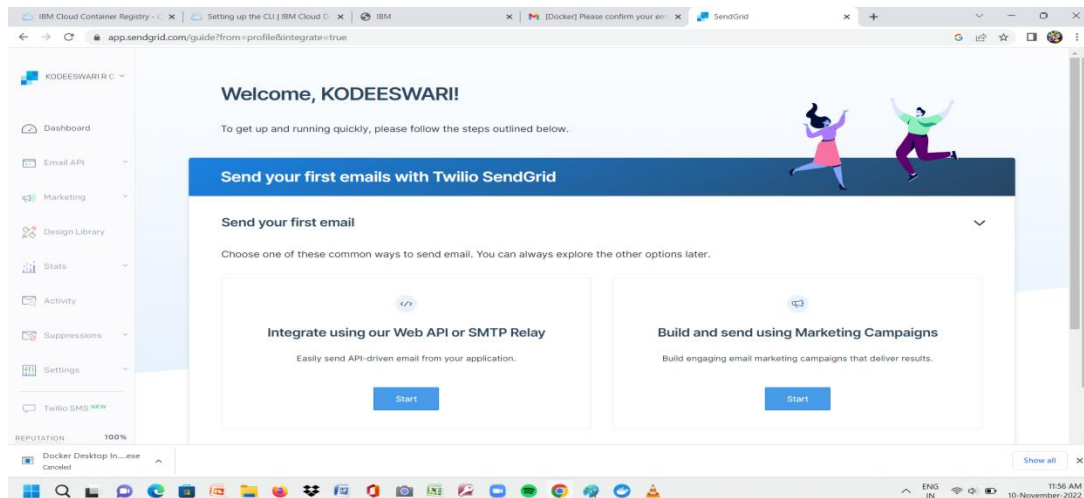 IBM Cloud Container Registry - C
Setting up the CLI | IBM Cloud D
IBM
[Docker] Please confirm your em
SendGrid
app.sendgrid.com/guide?from=profile&integrate=true
KODEESWARI R C
Dashboard
Email API
Marketing
Design Library
Stats
Activity
Suppressions
Settings
Twilio SMS NEW
REPUTATION 100%
Welcome, KODEESWARI!
To get up and running quickly, please follow the steps outlined below.
Send your first emails with Twilio SendGrid
Send your first email
Choose one of these common ways to send email. You can always explore the other options later.
Integrate using our Web API or SMTP Relay
Easily send API-driven email from your application.
Start
Build and send using Marketing Campaigns
Build engaging email marketing campaigns that deliver results.
Start
Docker Desktop In....exe
Canceled
Show all
ENG
IN
11:56 AM
10-November-2022